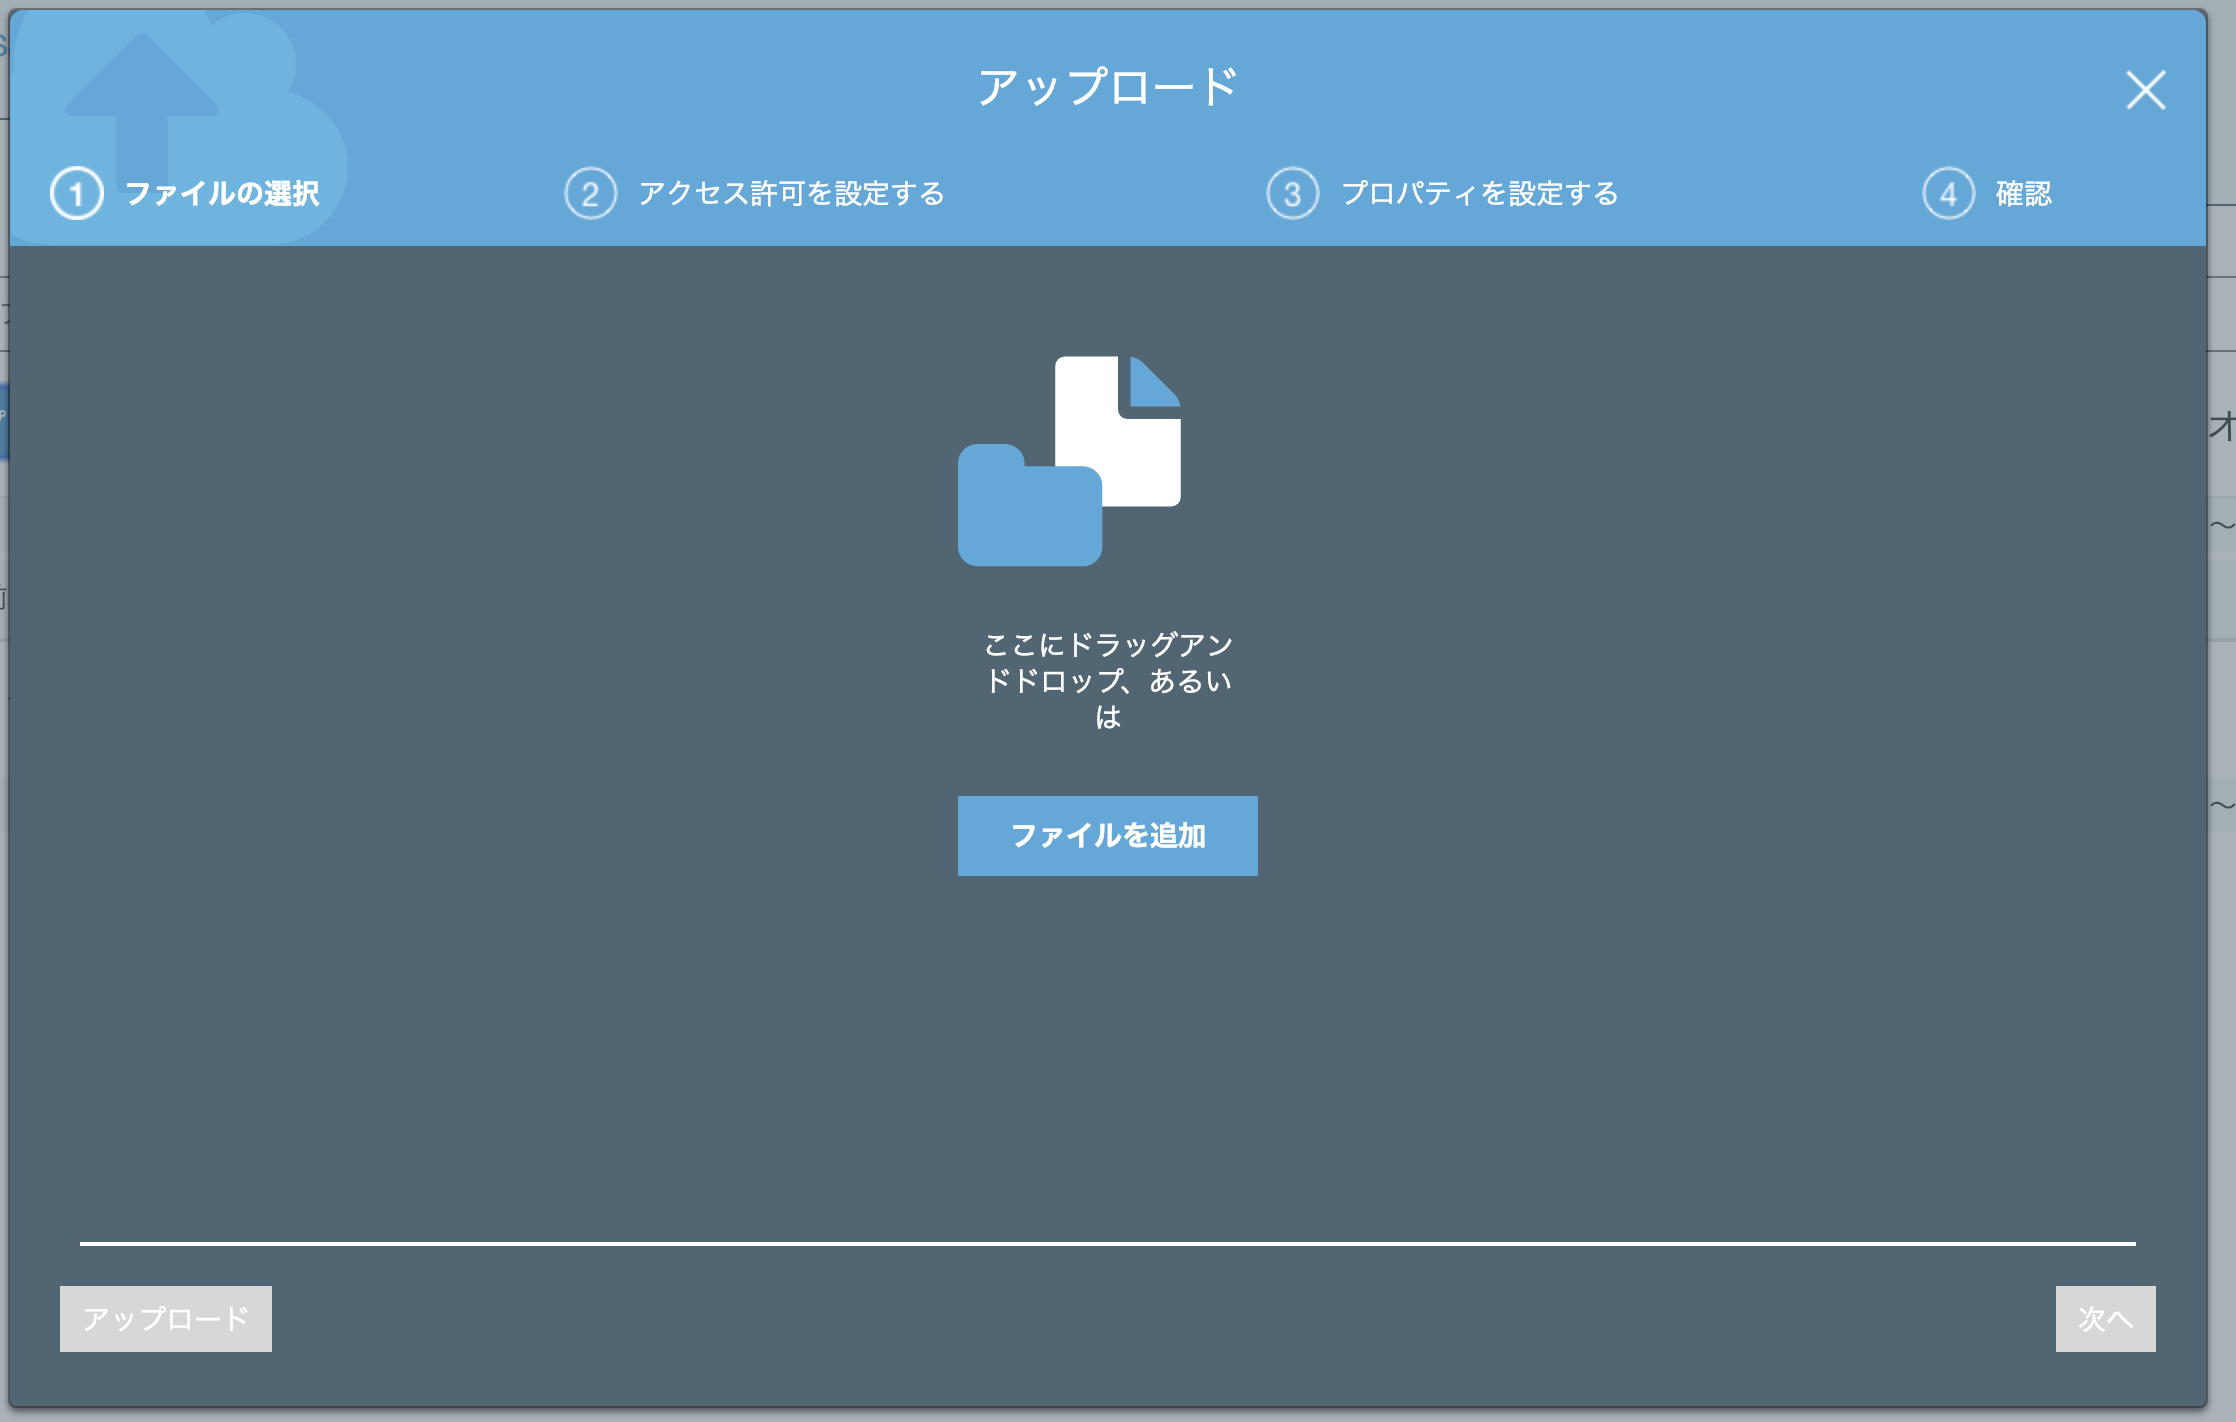 アップロード
1 ファイルの選択
2 アクセス許可を設定する
3 プロパティを設定する
4 確認
ここにドラッグアン
ドドロップ、あるい
は
ファイルを追加
アップロード
次へ